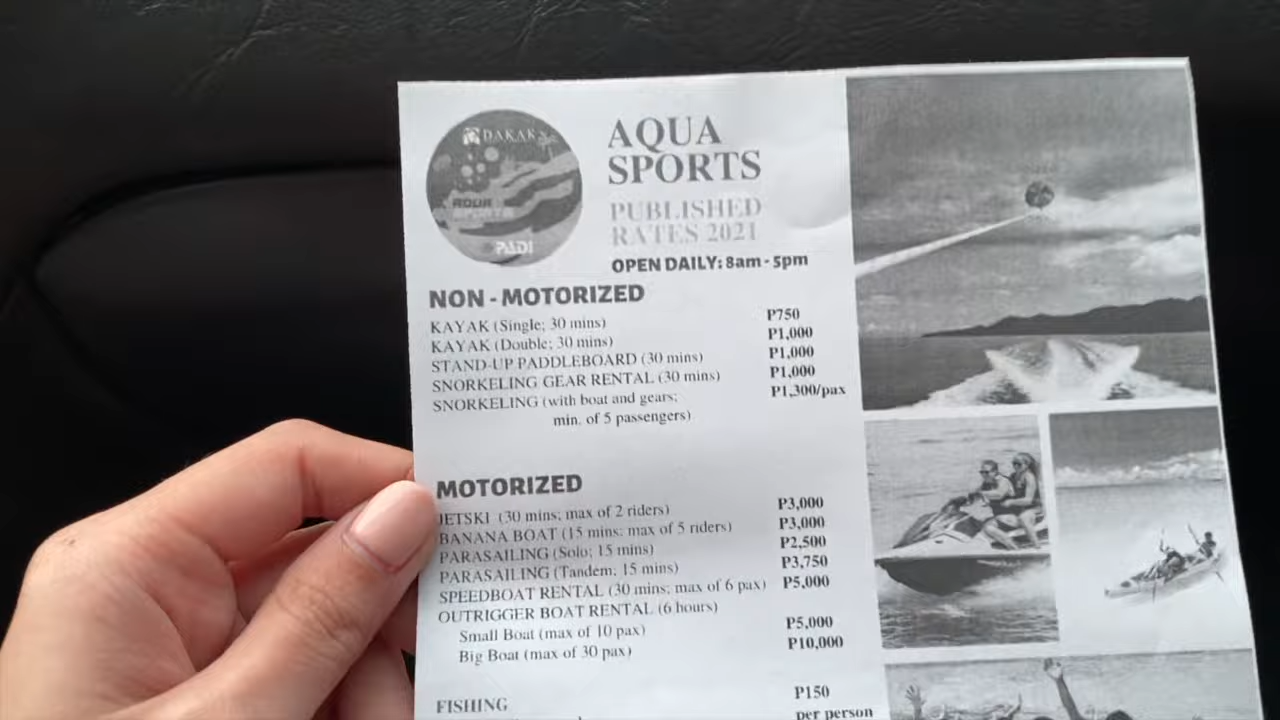 DAKAK
AQUA
SPORTS
PADI
AQUA
SPORTS
PUBLISHED
RATES 2021
OPEN DAILY: 8am - 5pm
NON - MOTORIZED
KAYAK (Single; 30 mins) P750
KAYAK (Double; 30 mins) P1,000
STAND-UP PADDLEBOARD (30 mins) P1,000
SNORKELING GEAR RENTAL (30 mins) P1,000
SNORKELING (with boat and gears; P1,300/pax
min. of 5 passengers)
MOTORIZED
JETSKI (30 mins; max of 2 riders) P3,000
BANANA BOAT (15 mins; max of 5 riders) P3,000
PARASAILING (Solo; 15 mins) P2,500
PARASAILING (Tandem; 15 mins) P3,750
SPEEDBOAT RENTAL (30 mins; max of 6 pax) P5,000
OUTRIGGER BOAT RENTAL (6 hours)
Small Boat (max of 10 pax) P5,000
Big Boat (max of 30 pax) P10,000
FISHING P150
per person